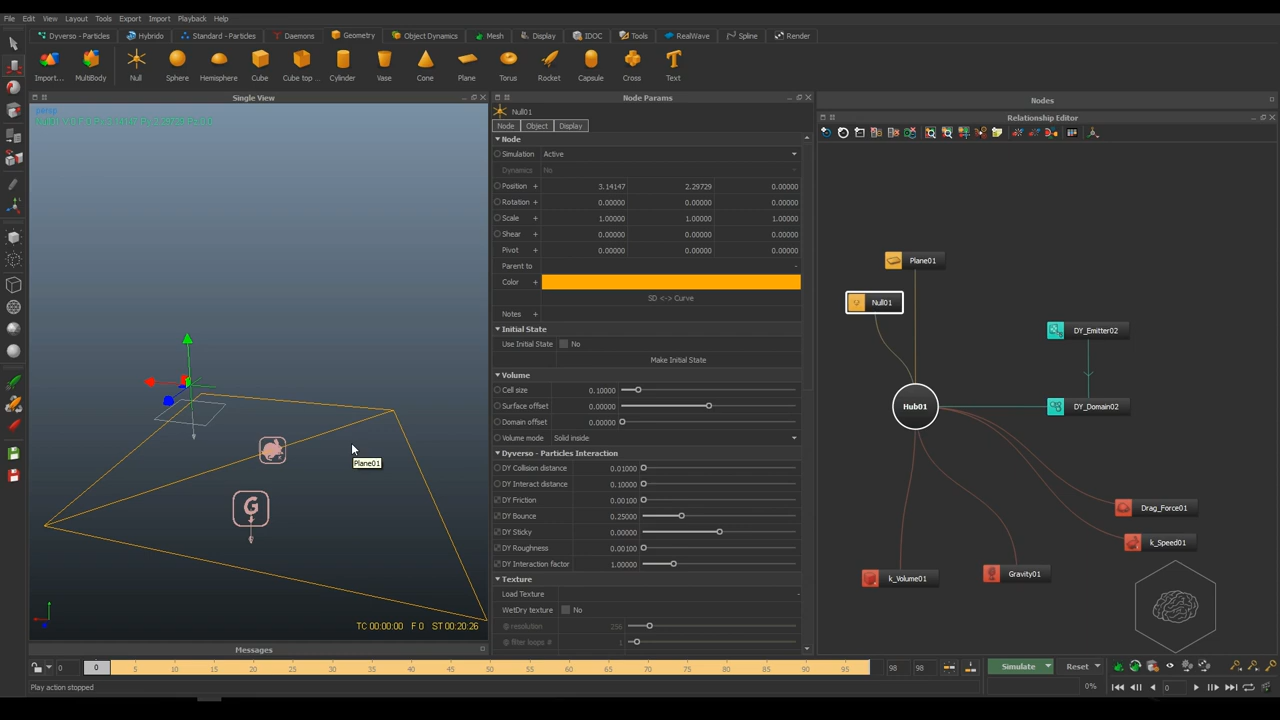 File Edit View Layout Tools Export Import Playback Help
Dyverso - Particles Hybrido Standard - Particles Daemons Geometry Object Dynamics Mesh Display IDOC Tools RealWave Spline Render
Import... MultiBody Null Sphere Hemisphere Cube Cube top ... Cylinder Vase Cone Plane Torus Rocket Capsule Cross Text
Single View
Node Params
Nodes
Null01
Relationship Editor
Node Object Display
Node
Simulation Active
Dynamics No
Position + 3.14147 2.29729 0.00000
Rotation + 0.00000 0.00000 0.00000
Scale + 1.00000 1.00000 1.00000
Shear + 0.00000 0.00000 0.00000
Pivot + 0.00000 0.00000 0.00000
Parent to -
Color +
SD <-> Curve
Notes +
Initial State
Use Initial State No
Make Initial State
Volume
Cell size 0.10000
Surface offset 0.00000
Domain offset 0.00000
Volume mode Solid inside
Dyverso - Particles Interaction
DY Collision distance 0.01000
DY Interact distance 0.10000
DY Friction 0.00100
DY Bounce 0.25000
DY Sticky 0.00000
DY Roughness 0.00100
DY Interaction factor 1.00000
Texture
Load Texture -
WetDry texture No
@ resolution 256
@ filter loops # 1
Plane01
G
TC 00:00:00 F 0 ST 00:20:26
Plane01
Null01
DY_Emitter02
Hub01
DY_Domain02
Drag_Force01
k_Speed01
k_Volume01
Gravity01
Messages
0 0 5 10 15 20 25 30 35 40 45 50 55 60 65 70 75 80 85 90 95 98 98
Simulate Reset
Play action stopped
0% 0